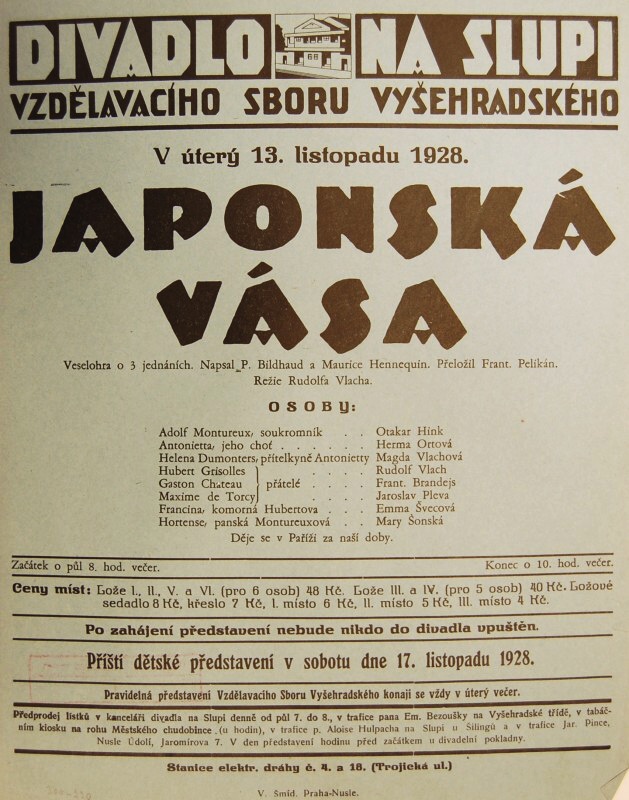 DIVADLO NA SLUPI
VZDĚLAVACÍHO SBORU VYŠEHRADSKÉHO
V úterý 13. listopadu 1928.
JAPONSKÁ
VÁSA
Veselohra o 3 jednáních. Napsal P. Bildhaud a Maurice Hennequin. Přeložil Frant. Pelikán.
Režie Rudolfa Vlacha.
OSOBY:
Adolf Montureux, soukromník . . Otakar Hink
Antonietta, jeho choť . . . . . . Herma Ortová
Helena Dumonters, přítelkyně Antonietty Magda Vlachová
Hubert Grisolles . . . . Rudolf Vlach
Gaston Chateau } přátelé . . . . Frant. Brandejs
Maxime de Torcy . . . . Jaroslav Pleva
Francina, komorná Hubertova . . . Emma Švecová
Hortense, panská Montureuxová . . Mary Šonská
Děje se v Paříži za naší doby.
Začátek o půl 8. hod. večer. Konec o 10. hod. večer.
Ceny míst: Lože I., II., V. a VI. (pro 6 osob) 48 Kč. Lože III. a IV. (pro 5 osob) 40 Kč. Ložové
sedadlo 8 Kč, křeslo 7 Kč, I. místo 6 Kč, II. místo 5 Kč, III. místo 4 Kč.
Po zahájení představení nebude nikdo do divadla vpuštěn.
Příští dětské představení v sobotu dne 17. listopadu 1928.
Pravidelná představení Vzdělavacího Sboru Vyšehradského konají se vždy v úterý večer.
Předprodej lístků v kanceláři divadla na Slupi denně od půl 7. do 8., v trafice pana Em. Bezoušky na Vyšehradské třídě, v tabáč-
ním kiosku na rohu Městského chudobince (u hodin), v trafice p. Aloise Hulpacha na Slupi u Šilingů a v trafice Jar. Pince,
Nusle Údolí, Jaromírova 7. V den představení hodinu před začátkem u divadelní pokladny.
Stanice elektr. dráhy č. 4 a 18. (Trojická ul.)
V. Šmíd, Praha-Nusle.